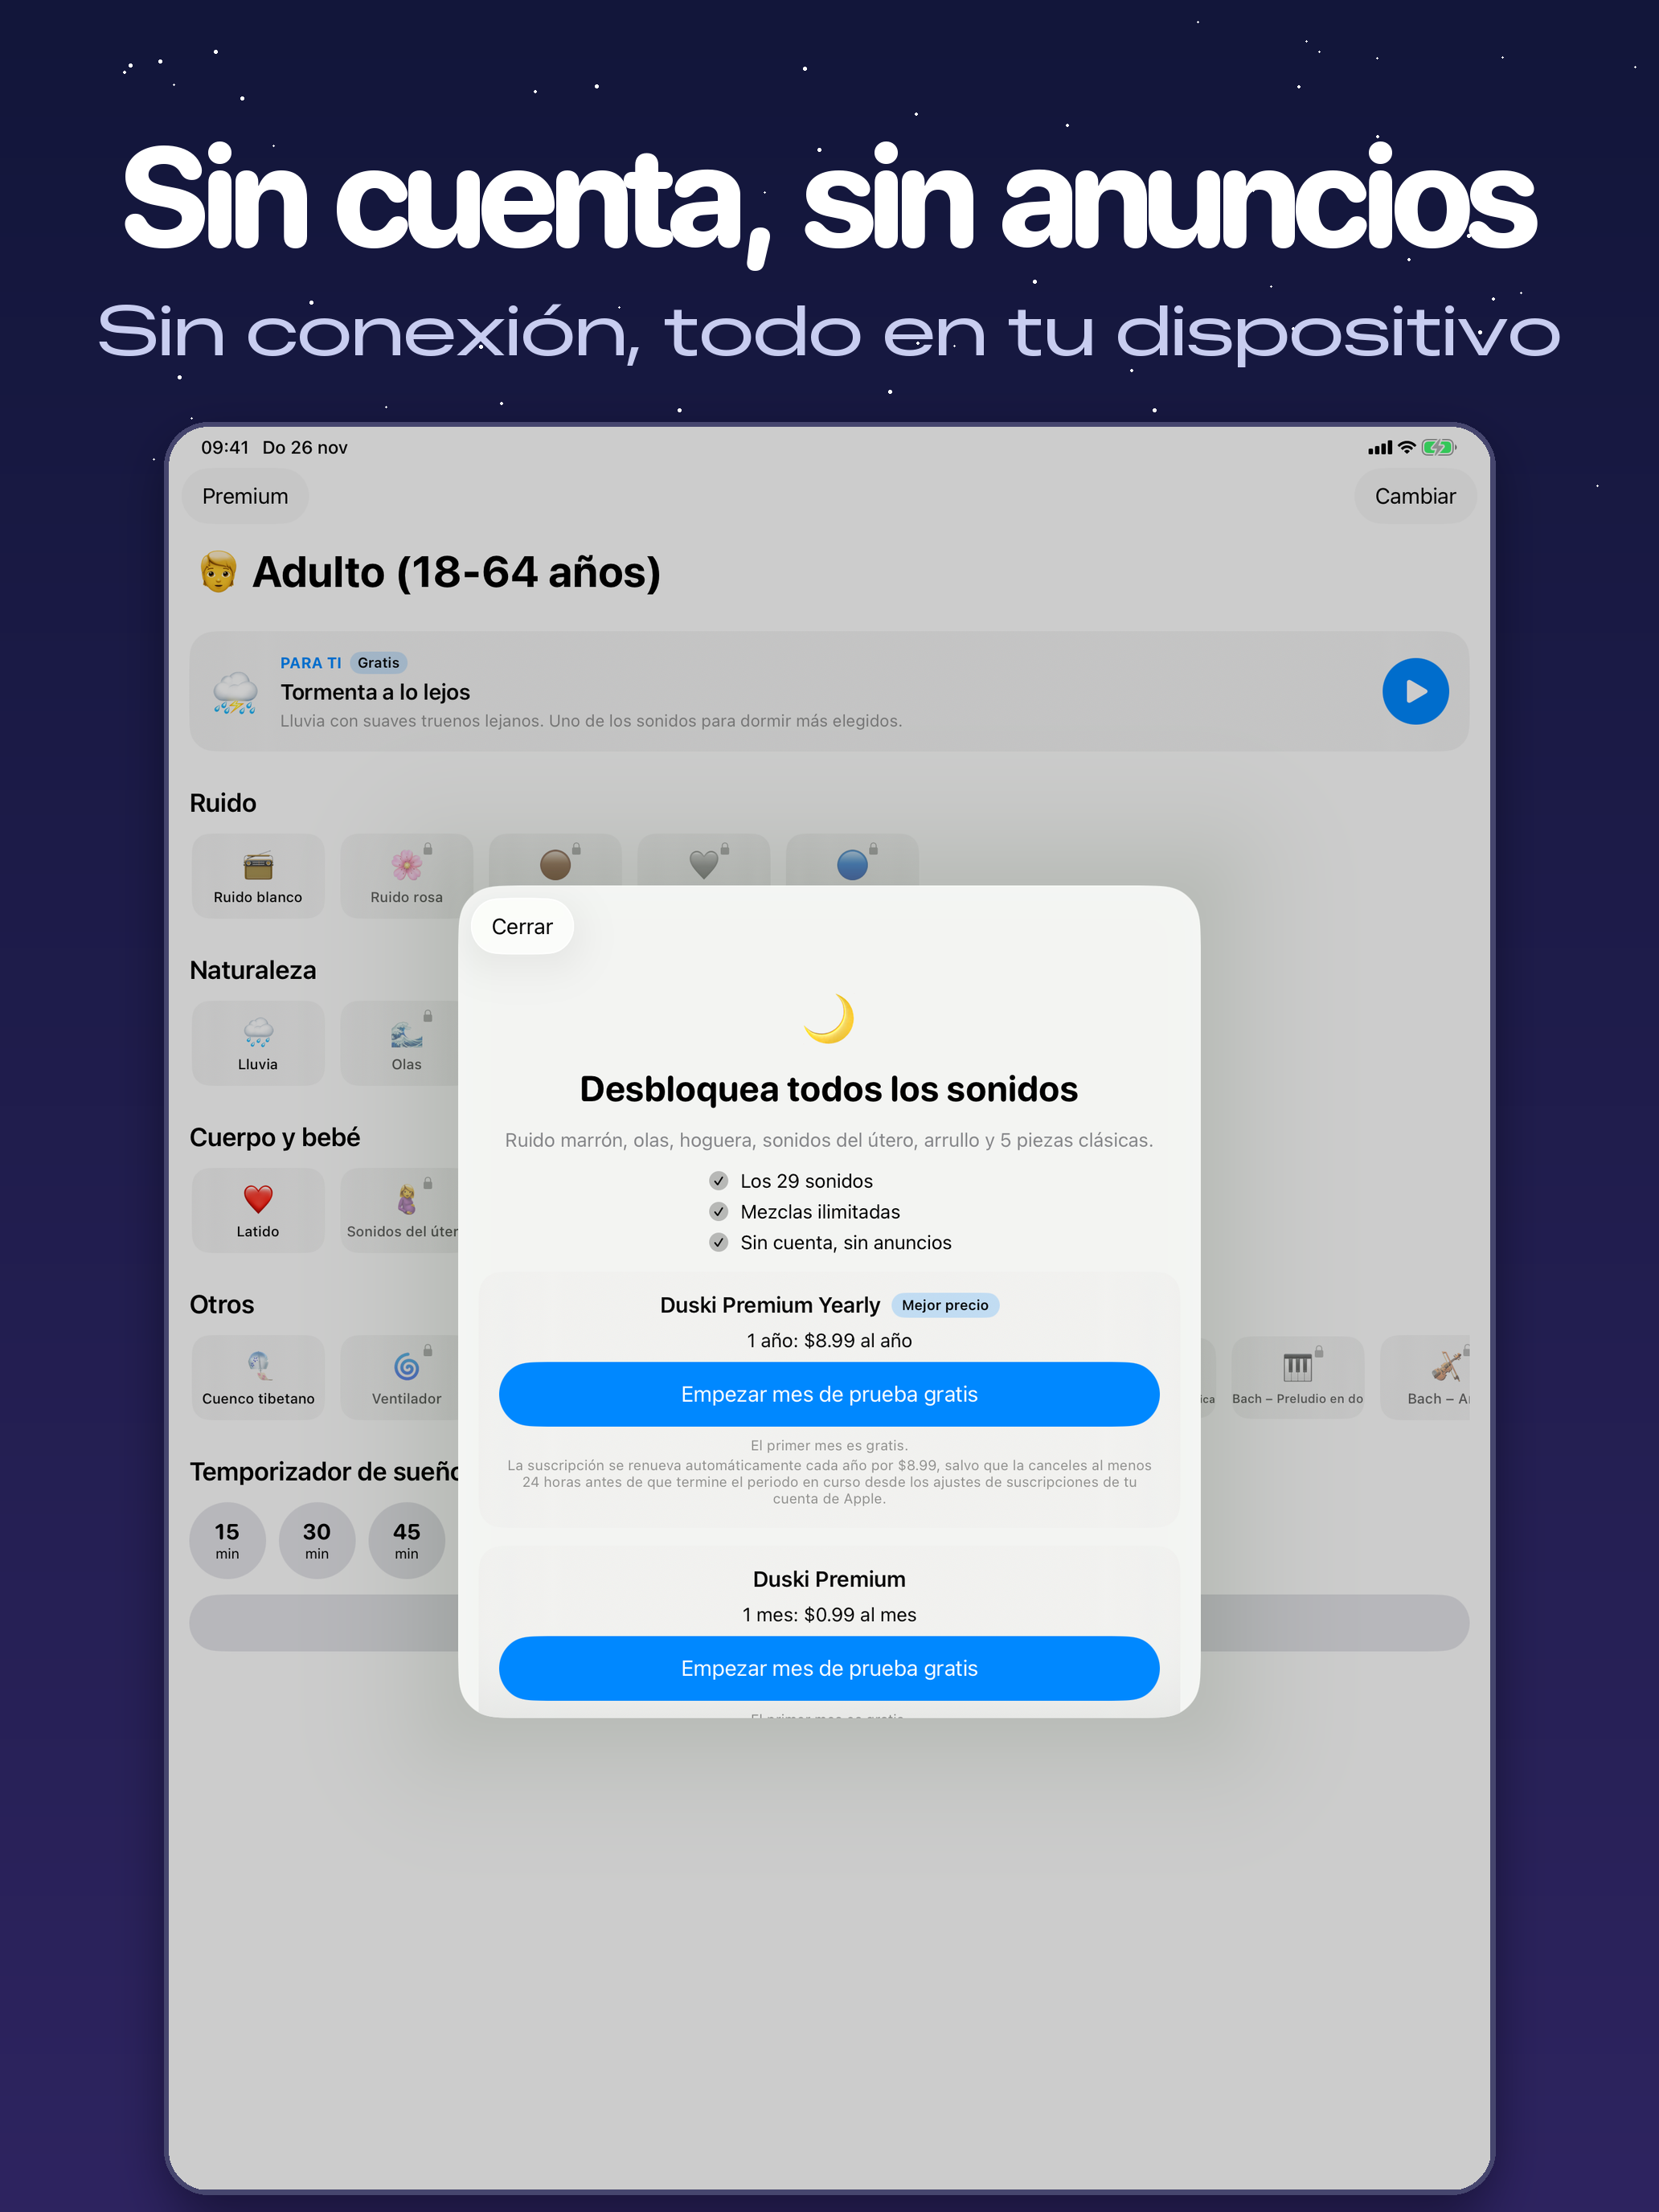 Sin cuenta, sin anuncios
Sin conexión, todo en tu dispositivo
09:41 Do 26 nov
Premium
Cambiar
Adulto (18-64 años)
PARA TI Gratis
Tormenta a lo lejos
Lluvia con suaves truenos lejanos. Uno de los sonidos para dormir más elegidos.
Ruido
Ruido blanco
Ruido rosa
Naturaleza
Lluvia
Olas
Cuerpo y bebé
Latido
Sonidos del úter
Otros
Cuenco tibetano
Ventilador
ica
Bach – Preludio en do
Bach – A
Temporizador de sueño
15
min
30
min
45
min
Cerrar
Desbloquea todos los sonidos
Ruido marrón, olas, hoguera, sonidos del útero, arrullo y 5 piezas clásicas.
Los 29 sonidos
Mezclas ilimitadas
Sin cuenta, sin anuncios
Duski Premium Yearly Mejor precio
1 año: $8.99 al año
Empezar mes de prueba gratis
El primer mes es gratis.
La suscripción se renueva automáticamente cada año por $8.99, salvo que la canceles al menos
24 horas antes de que termine el periodo en curso desde los ajustes de suscripciones de tu
cuenta de Apple.
Duski Premium
1 mes: $0.99 al mes
Empezar mes de prueba gratis
El primer mes es gratis.